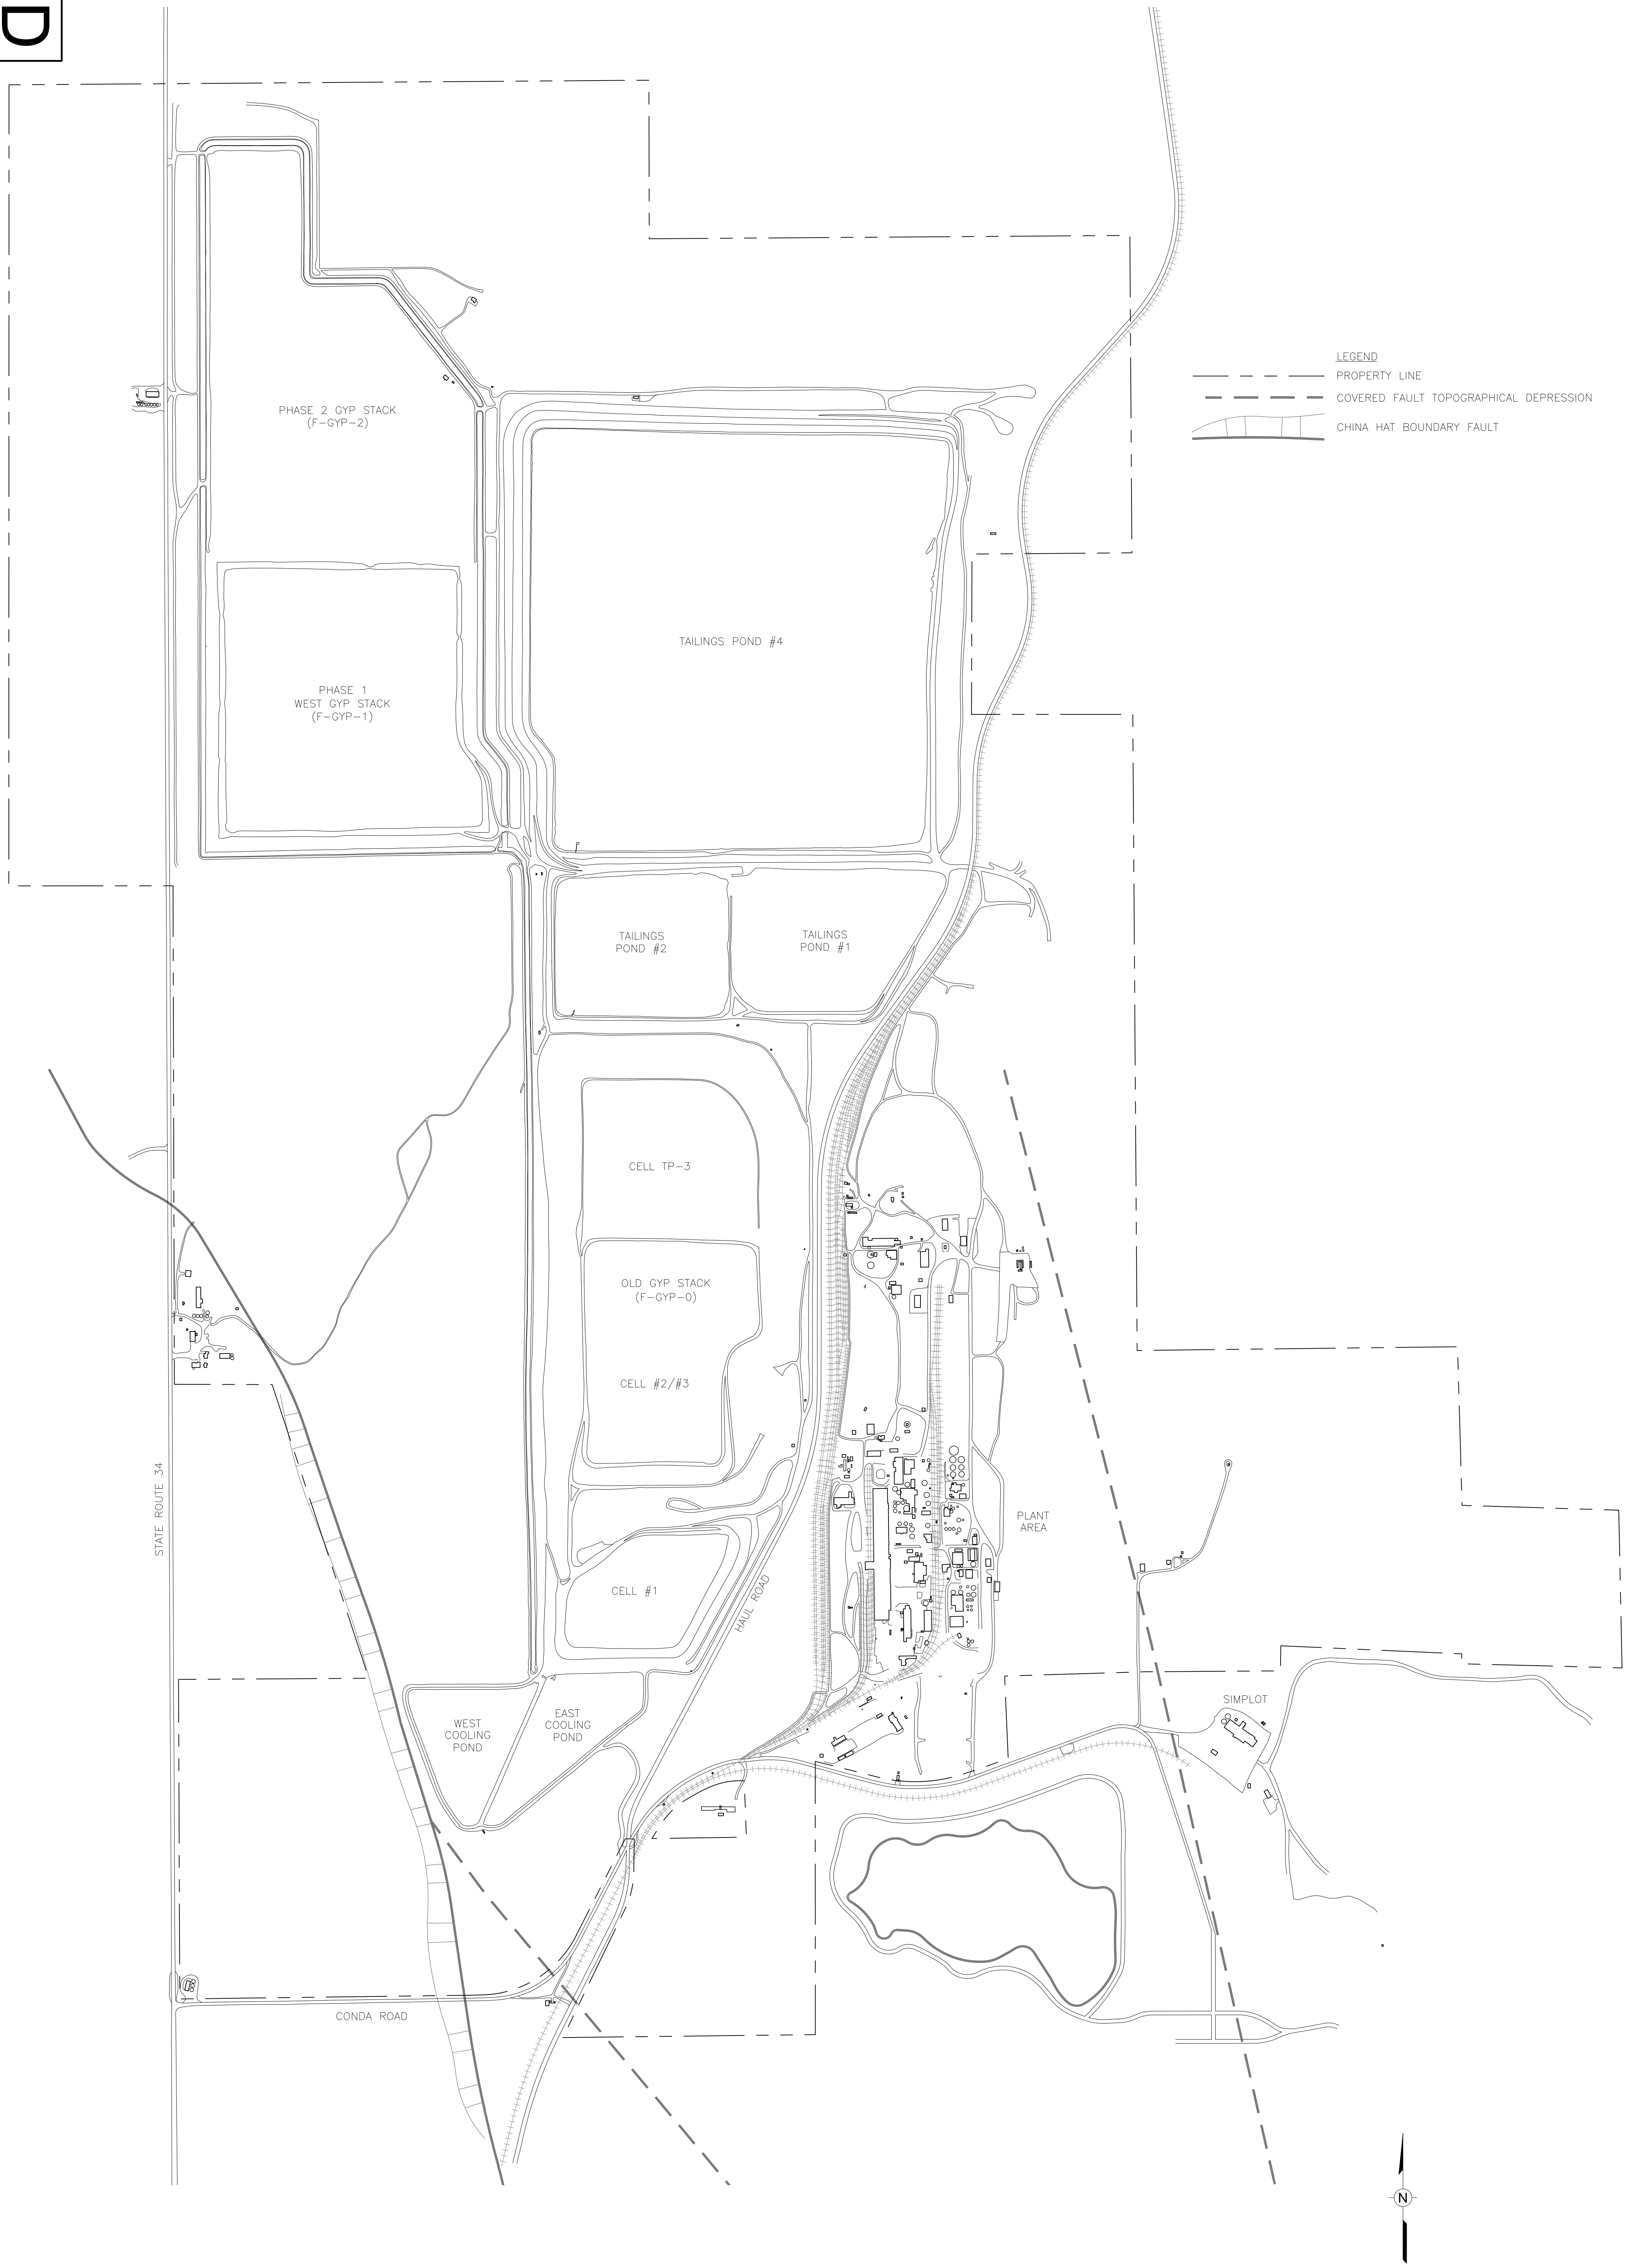 D
LEGEND
PROPERTY LINE
COVERED FAULT TOPOGRAPHICAL DEPRESSION
CHINA HAT BOUNDARY FAULT
PHASE 2 GYP STACK
(F-GYP-2)
TAILINGS POND #4
PHASE 1
WEST GYP STACK
(F-GYP-1)
TAILINGS
POND #2
TAILINGS
POND #1
CELL TP-3
OLD GYP STACK
(F-GYP-0)
CELL #2/#3
STATE ROUTE 34
PLANT
AREA
CELL #1
HAUL ROAD
WEST
COOLING
POND
EAST
COOLING
POND
SIMPLOT
CONDA ROAD
N